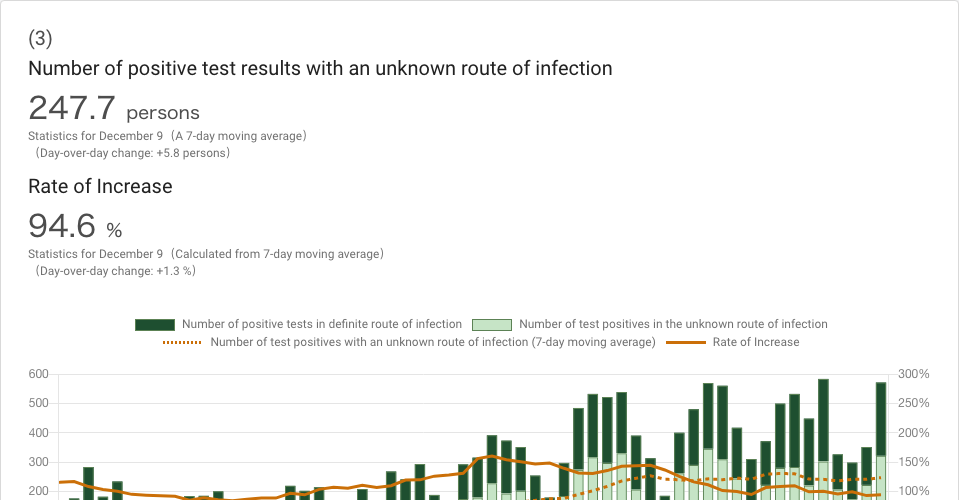 (3)
Number of positive test results with an unknown route of infection
247.7 persons
Statistics for December 9（A 7-day moving average）
（Day-over-day change: +5.8 persons）
Rate of Increase
94.6 %
Statistics for December 9（Calculated from 7-day moving average）
（Day-over-day change: +1.3 %）
Number of positive tests in definite route of infection Number of test positives in the unknown route of infection
Number of test positives with an unknown route of infection (7-day moving average) Rate of Increase
600 300%
500 250%
400 200%
300 150%
200 100%